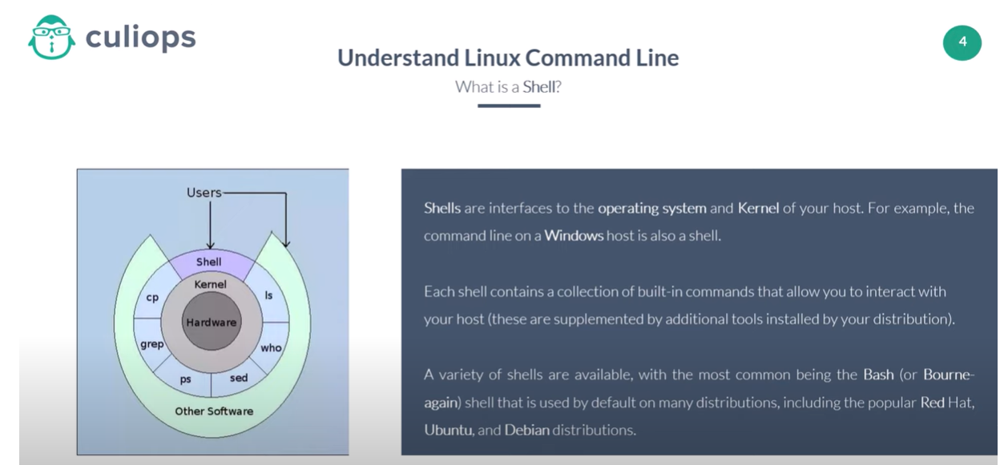 culiops
4
Understand Linux Command Line
What is a Shell?
Users
Shell
Kernel
Hardware
cp
ls
grep
who
ps
sed
Other Software
Shells are interfaces to the operating system and Kernel of your host. For example, the
command line on a Windows host is also a shell.
Each shell contains a collection of built-in commands that allow you to interact with
your host (these are supplemented by additional tools installed by your distribution).
A variety of shells are available, with the most common being the Bash (or Bourne-
again) shell that is used by default on many distributions, including the popular Red Hat,
Ubuntu, and Debian distributions.